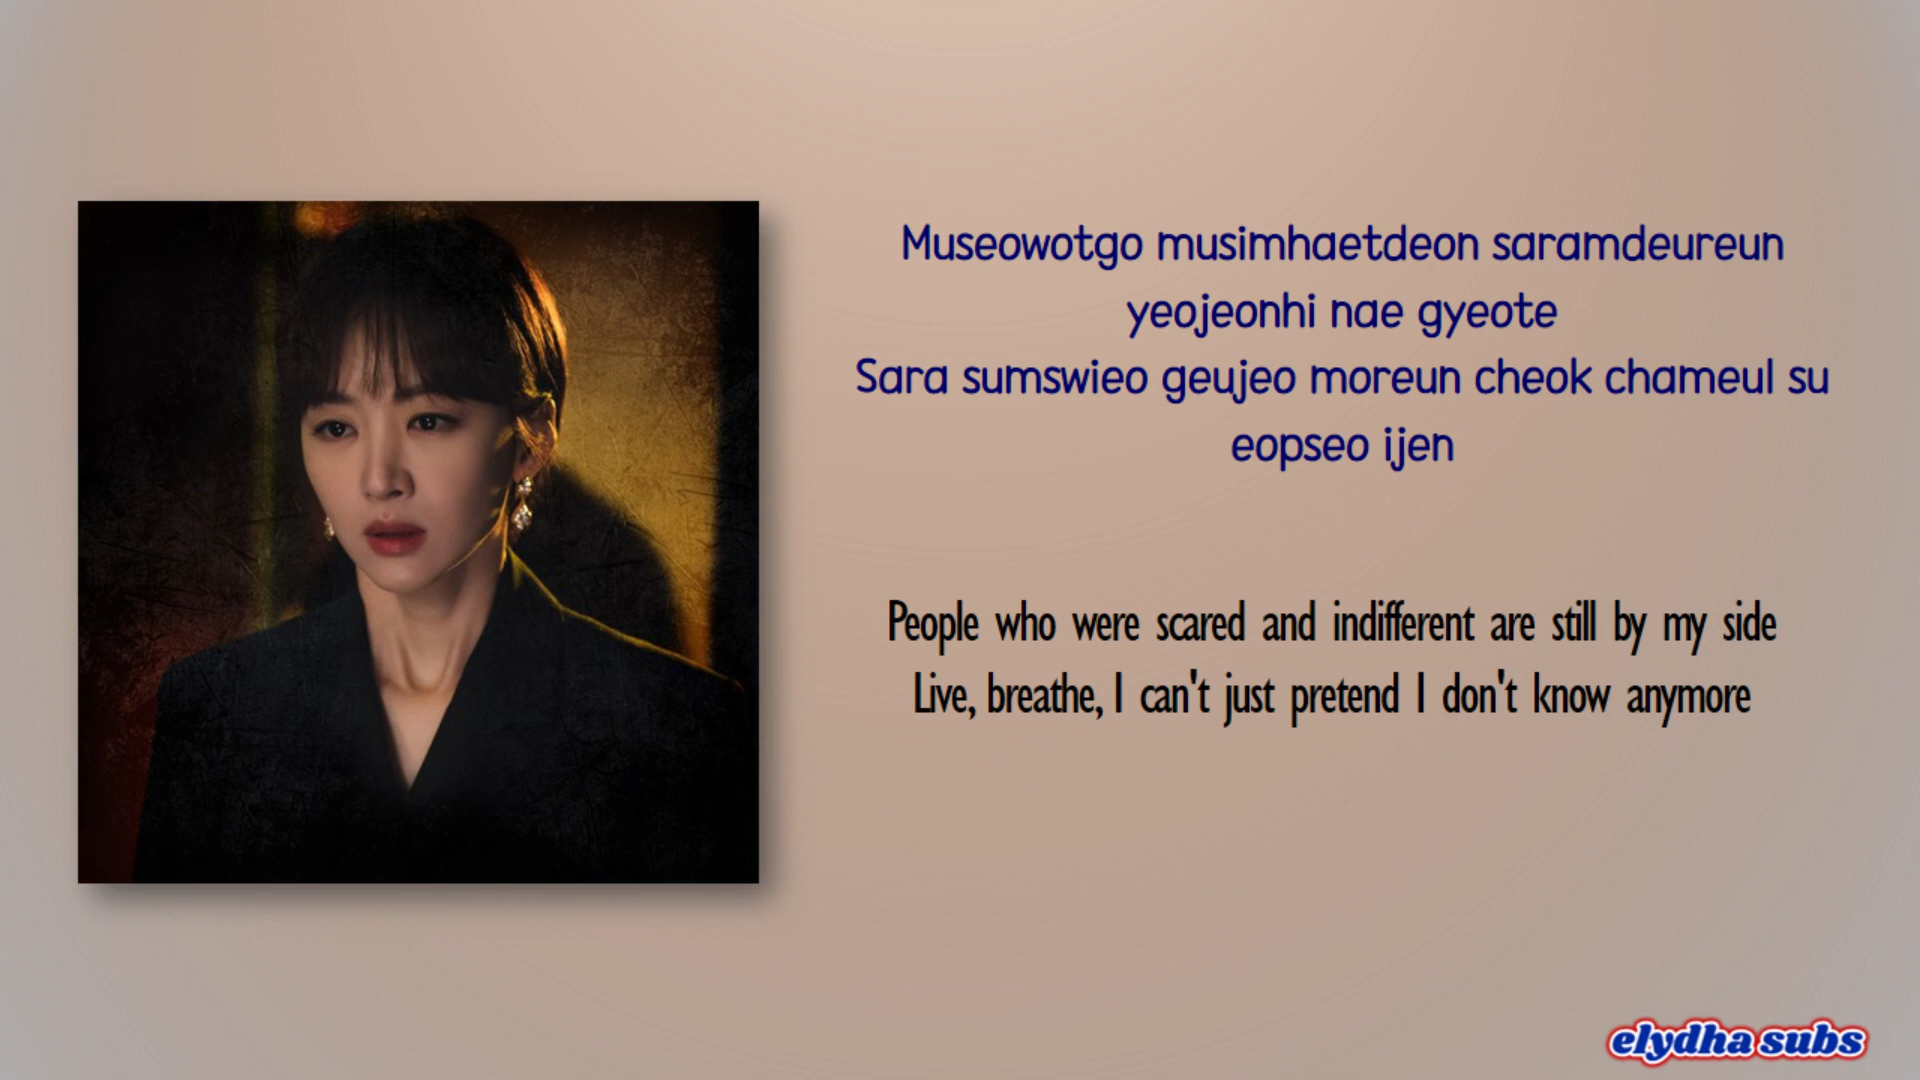 Museowotgo musimhaetdeon saramdeureun
yeojeonhi nae gyeote
Sara sumswieo geujeo moreun cheok chameul su
eopseo ijen
People who were scared and indifferent are still by my side
Live, breathe, I can't just pretend I don't know anymore
elydha subs